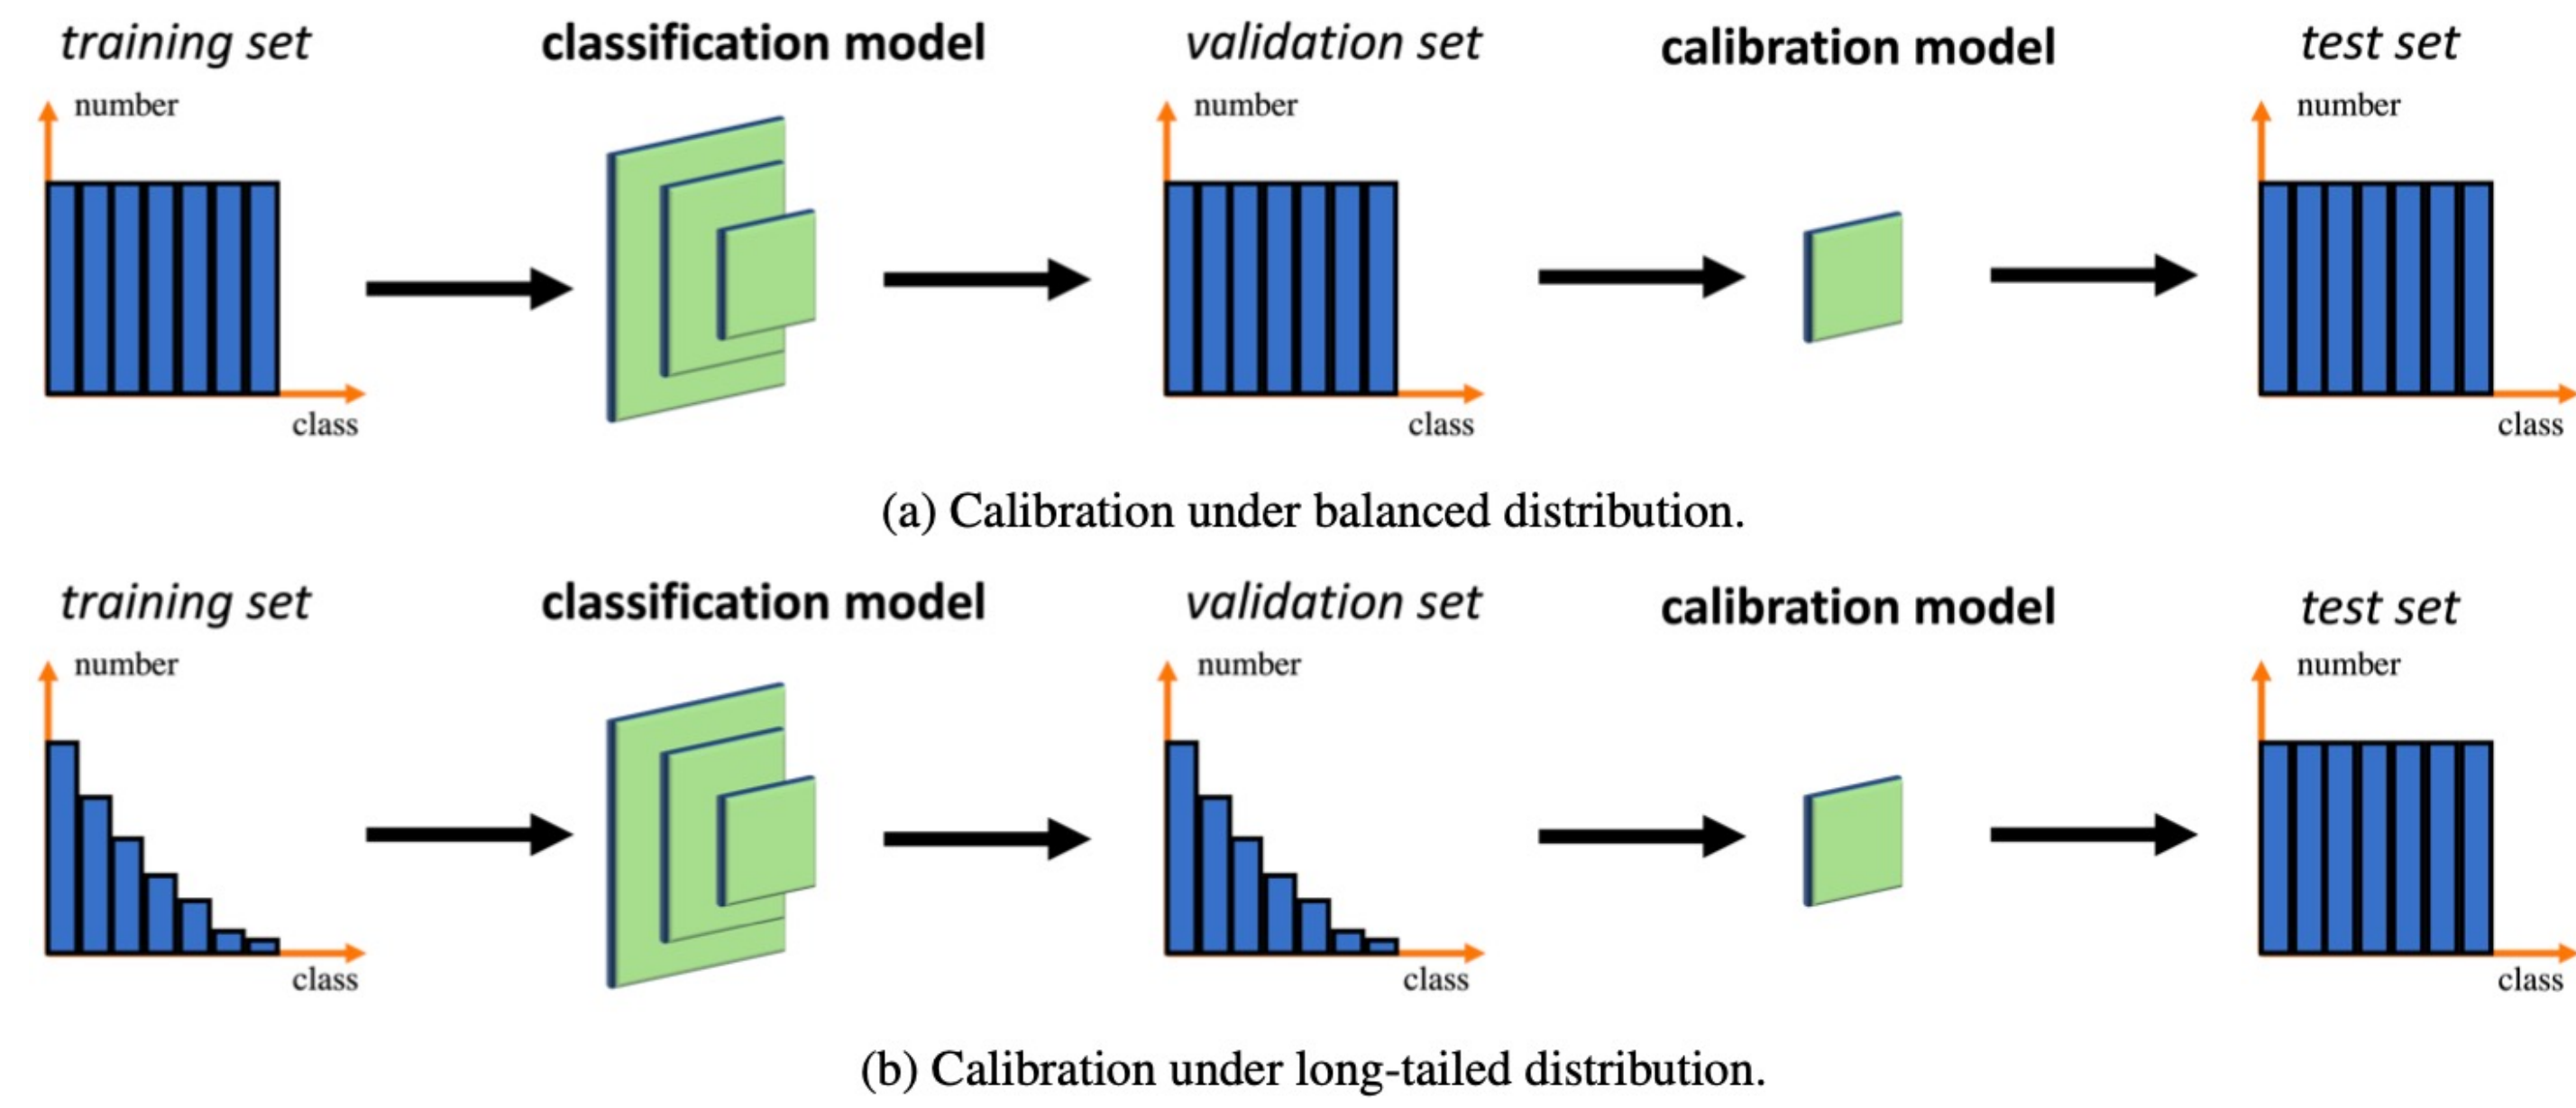 training set classification model validation set calibration model test set
number number number
class class class
(a) Calibration under balanced distribution.
training set classification model validation set calibration model test set
number number number
class class class
(b) Calibration under long-tailed distribution.